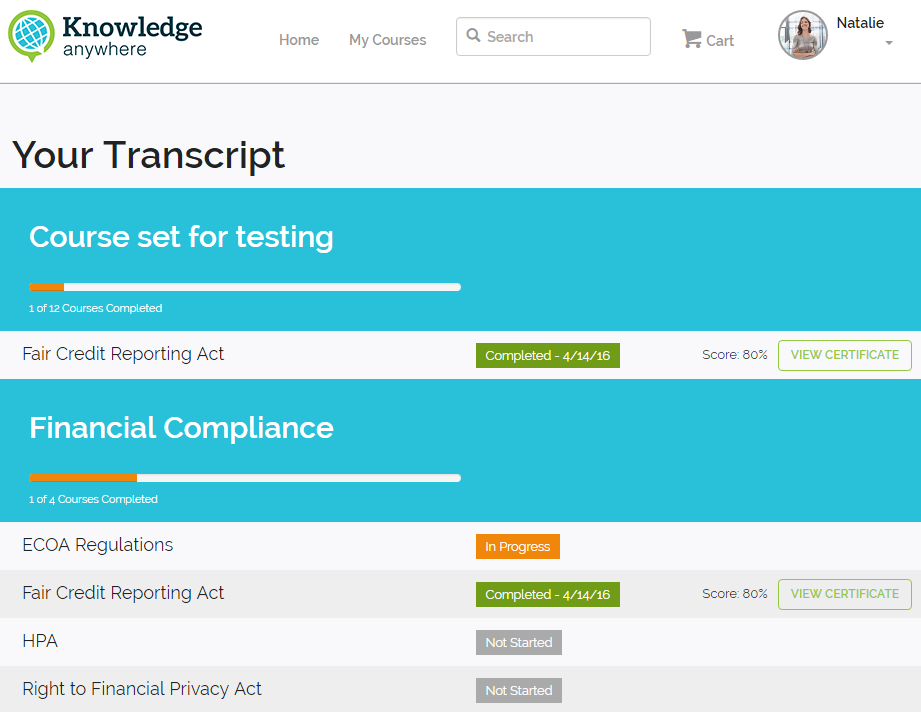 Knowledge
anywhere
Home My Courses Search Cart Natalie
Your Transcript
Course set for testing
1 of 12 Courses Completed
Fair Credit Reporting Act Completed - 4/14/16 Score: 80% VIEW CERTIFICATE
Financial Compliance
1 of 4 Courses Completed
ECOA Regulations In Progress
Fair Credit Reporting Act Completed - 4/14/16 Score: 80% VIEW CERTIFICATE
HPA Not Started
Right to Financial Privacy Act Not Started